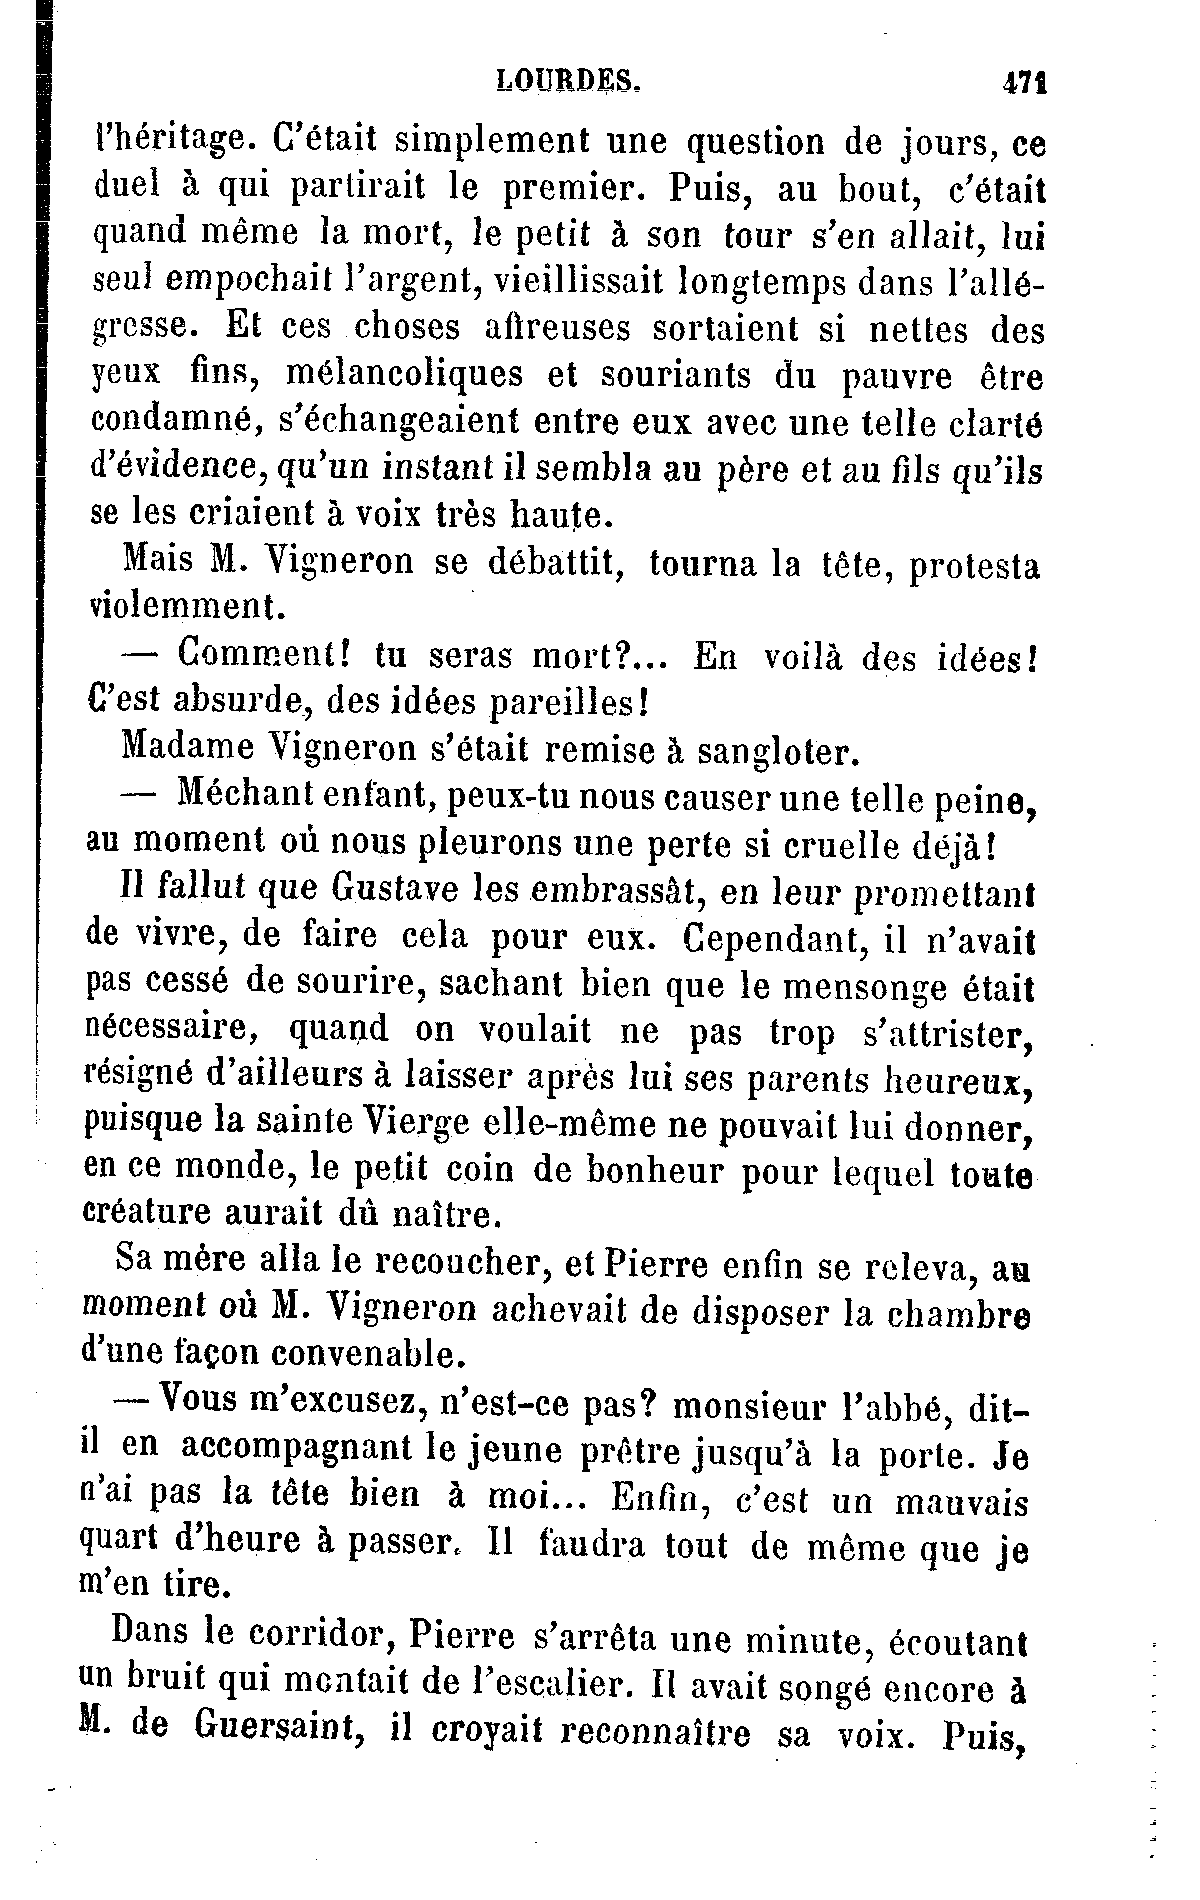 LOURDES. 471
l'héritage. C'était simplement une question de jours, ce
duel à qui partirait le premier. Puis, au bout, c'était
quand même la mort, le petit à son tour s'en allait, lui
seul empochait l'argent, vieillissait longtemps dans l'allé-
gresse. Et ces choses affreuses sortaient si nettes des
yeux fins, mélancoliques et souriants du pauvre être
condamné, s'échangeaient entre eux avec une telle clarté
d'évidence, qu'un instant il sembla au père et au fils qu'ils
se les criaient à voix très haute.
Mais M. Vigneron se débattit, tourna la tête, protesta
violemment.
— Comment! tu seras mort?... En voilà des idées!
C'est absurde, des idées pareilles!
Madame Vigneron s'était remise à sangloter.
— Méchant enfant, peux-tu nous causer une telle peine,
au moment où nous pleurons une perte si cruelle déjà!
Il fallut que Gustave les embrassât, en leur promettant
de vivre, de faire cela pour eux. Cependant, il n'avait
pas cessé de sourire, sachant bien que le mensonge était
nécessaire, quand on voulait ne pas trop s'attrister,
résigné d'ailleurs à laisser après lui ses parents heureux,
puisque la sainte Vierge elle-même ne pouvait lui donner,
en ce monde, le petit coin de bonheur pour lequel toute
créature aurait dû naître.
Sa mère alla le recoucher, et Pierre enfin se releva, au
moment où M. Vigneron achevait de disposer la chambre
d'une façon convenable.
— Vous m'excusez, n'est-ce pas? monsieur l'abbé, dit-
il en accompagnant le jeune prêtre jusqu'à la porte. Je
n'ai pas la tête bien à moi... Enfin, c'est un mauvais
quart d'heure à passer. Il faudra tout de même que je
m'en tire.
Dans le corridor, Pierre s'arrêta une minute, écoutant
un bruit qui montait de l'escalier. Il avait songé encore à
M. de Guersaint, il croyait reconnaître sa voix. Puis,